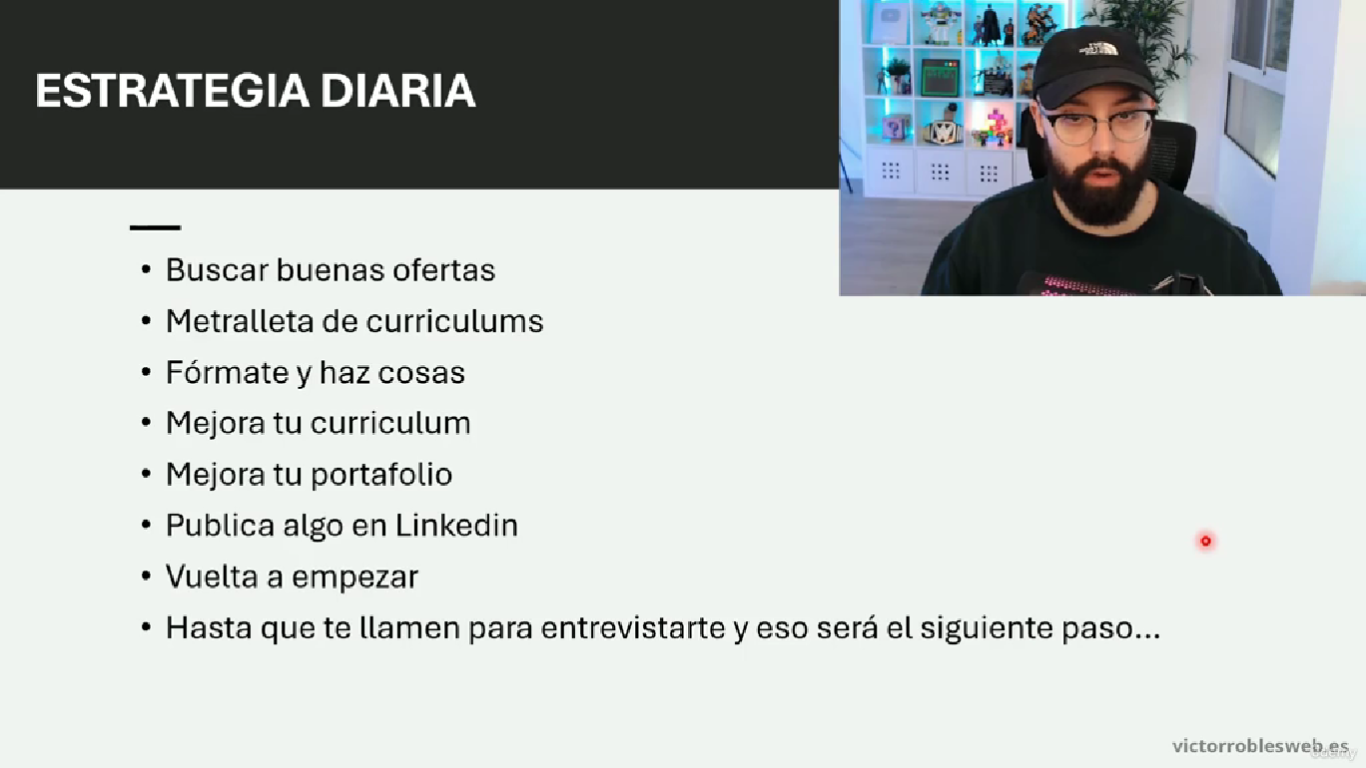 ESTRATEGIA DIARIA
• Buscar buenas ofertas
• Metralleta de curriculums
• Fórmate y haz cosas
• Mejora tu curriculum
• Mejora tu portafolio
• Publica algo en Linkedin
• Vuelta a empezar
• Hasta que te llamen para entrevistarte y eso será el siguiente paso...
victorroblesweb.es
udemy